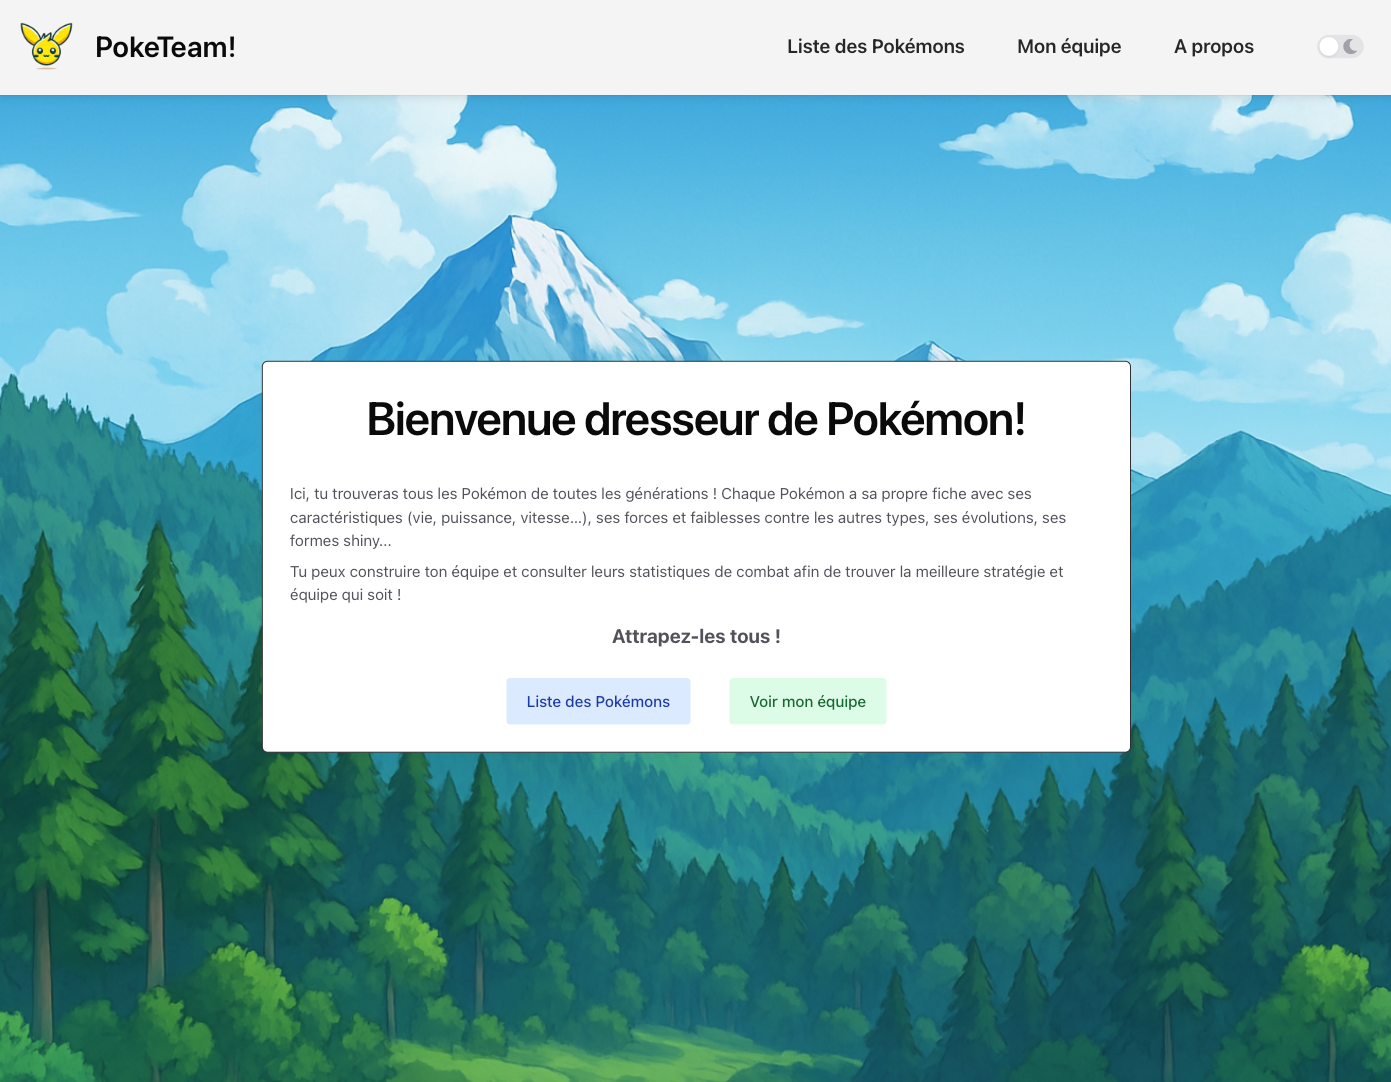 PokeTeam!
Liste des Pokémons
Mon équipe
A propos
Bienvenue dresseur de Pokémon!
Ici, tu trouveras tous les Pokémon de toutes les générations ! Chaque Pokémon a sa propre fiche avec ses
caractéristiques (vie, puissance, vitesse...), ses forces et faiblesses contre les autres types, ses évolutions, ses
formes shiny...
Tu peux construire ton équipe et consulter leurs statistiques de combat afin de trouver la meilleure stratégie et
équipe qui soit !
Attrapez-les tous !
Liste des Pokémons
Voir mon équipe